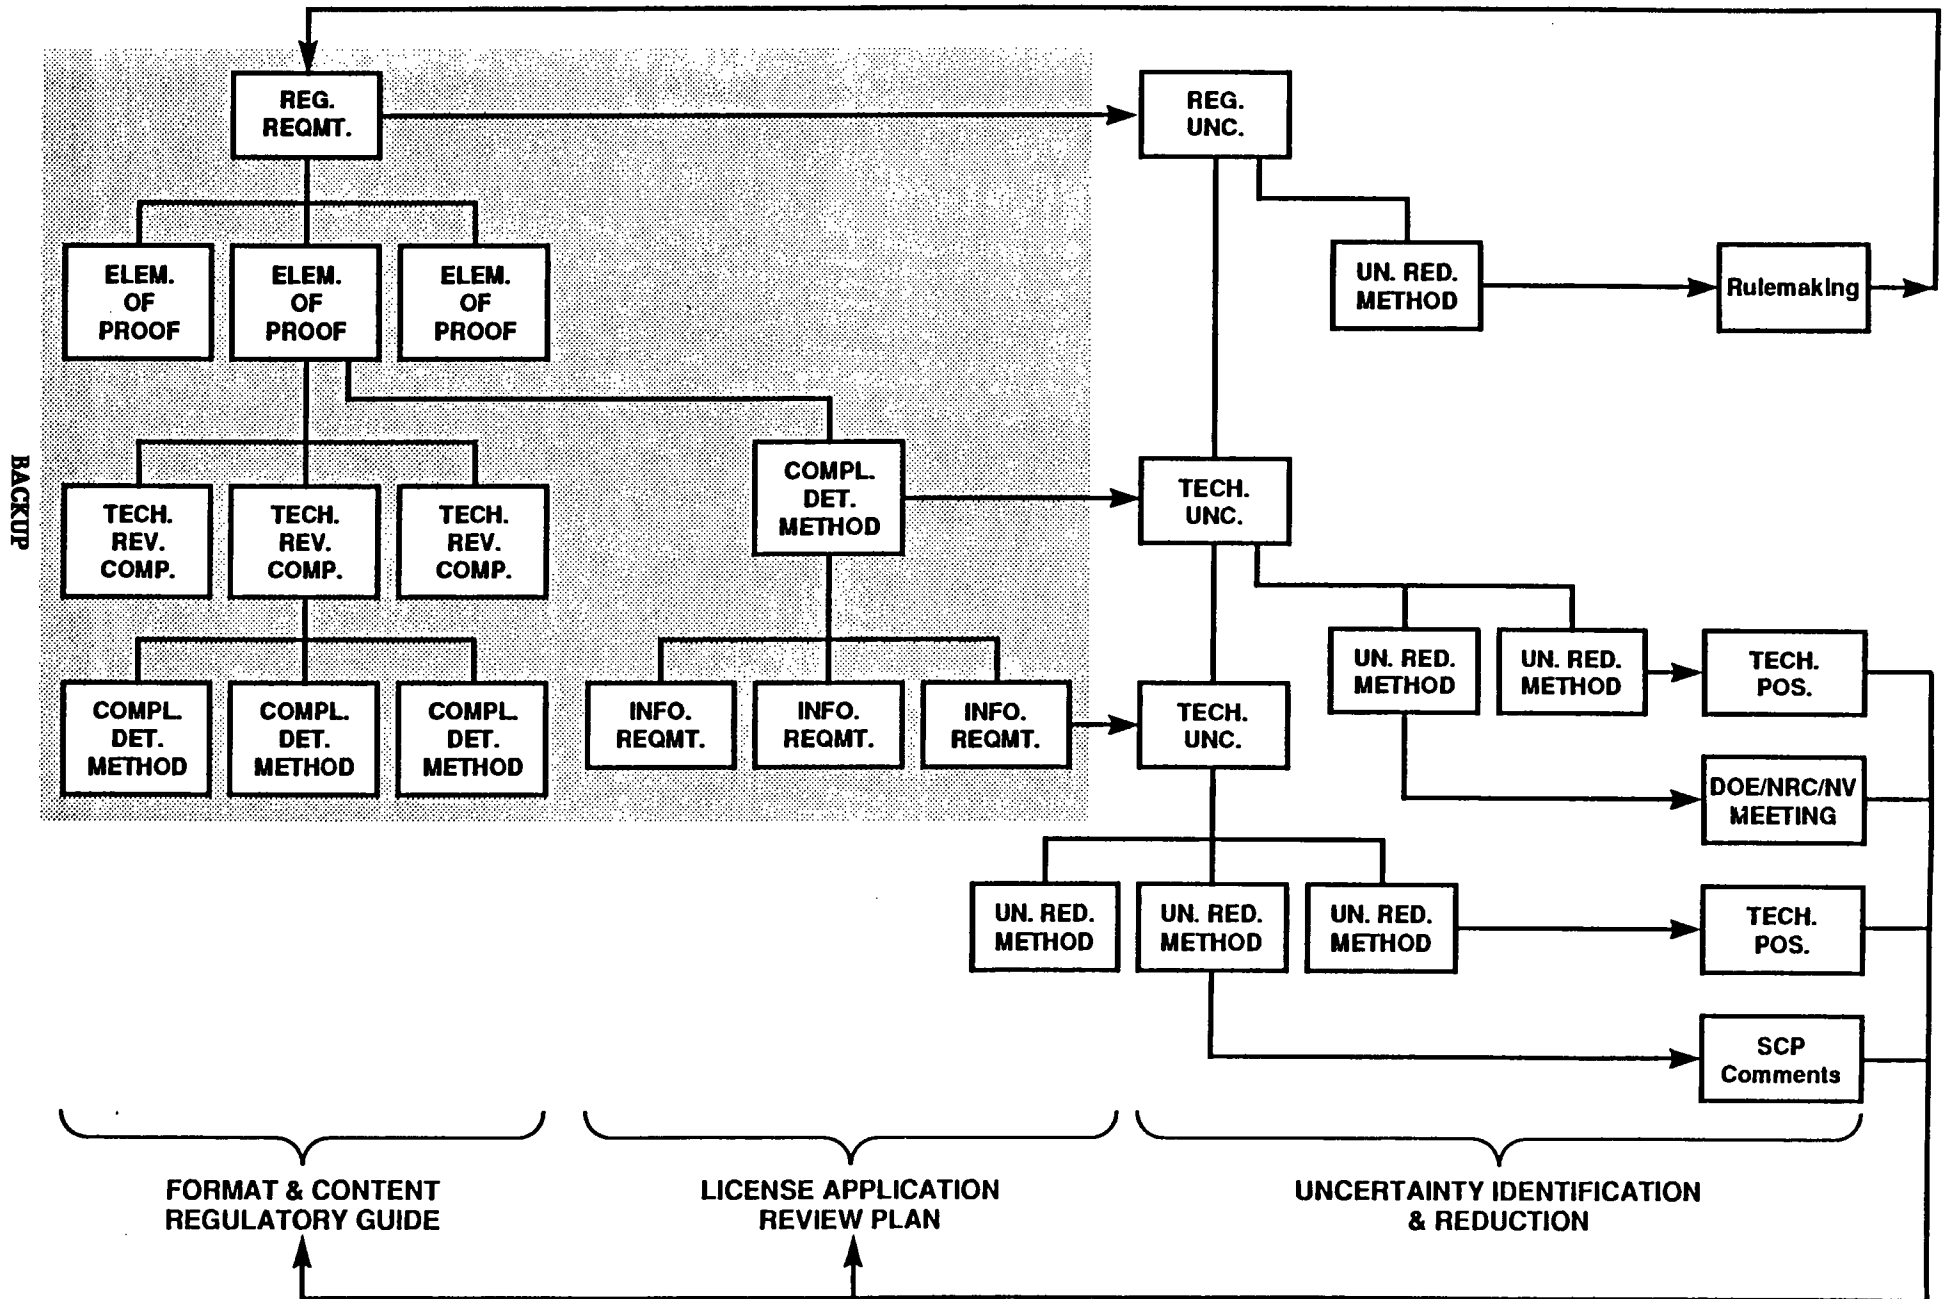 REG.
REQMT.
REG.
UNC.
ELEM.
OF
PROOF
ELEM.
OF
PROOF
ELEM.
OF
PROOF
UN. RED.
METHOD
Rulemaking
BACKUP
COMPL.
DET.
METHOD
TECH.
UNC.
TECH.
REV.
COMP.
TECH.
REV.
COMP.
TECH.
REV.
COMP.
UN. RED.
METHOD
UN. RED.
METHOD
TECH.
POS.
COMPL.
DET.
METHOD
COMPL.
DET.
METHOD
COMPL.
DET.
METHOD
INFO.
REQMT.
INFO.
REQMT.
INFO.
REQMT.
TECH.
UNC.
DOE/NRC/NV
MEETING
UN. RED.
METHOD
UN. RED.
METHOD
UN. RED.
METHOD
TECH.
POS.
SCP
Comments
FORMAT & CONTENT
REGULATORY GUIDE
LICENSE APPLICATION
REVIEW PLAN
UNCERTAINTY IDENTIFICATION
& REDUCTION